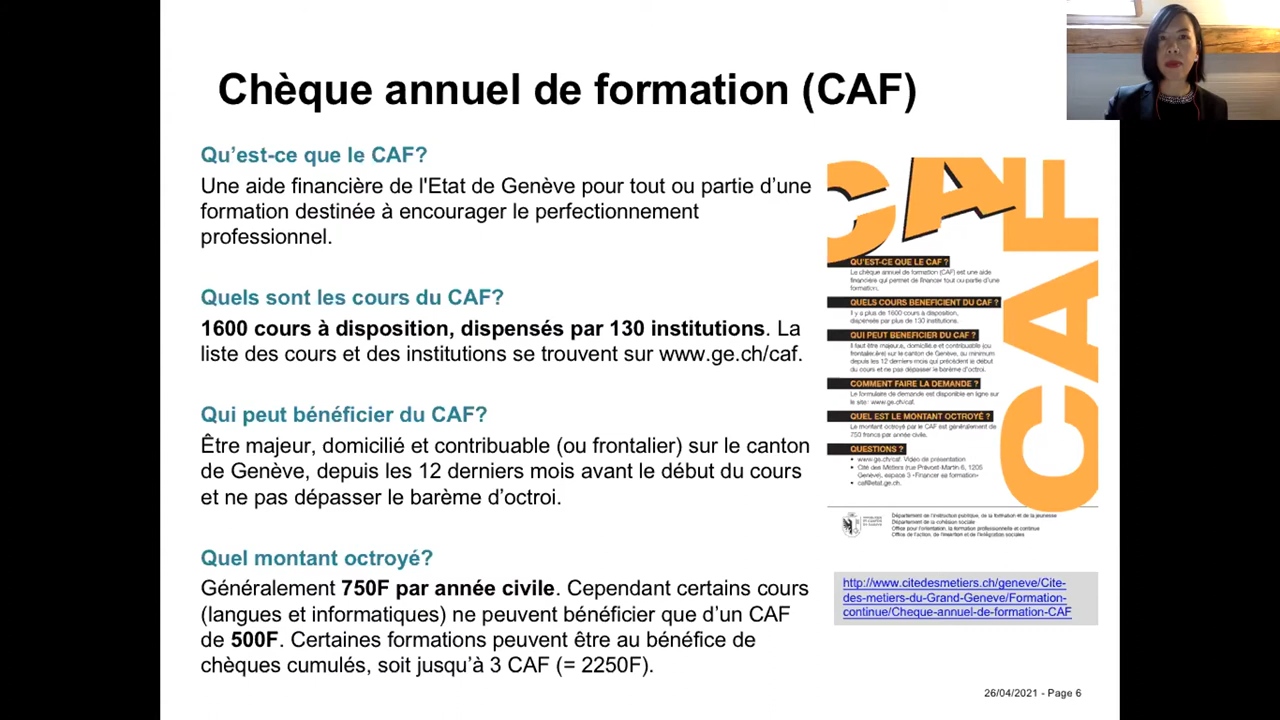 Chèque annuel de formation (CAF)
Qu’est-ce que le CAF?
Une aide financière de l'Etat de Genève pour tout ou partie d’une
formation destinée à encourager le perfectionnement
professionnel.
Quels sont les cours du CAF?
1600 cours à disposition, dispensés par 130 institutions. La
liste des cours et des institutions se trouvent sur www.ge.ch/caf.
Qui peut bénéficier du CAF?
Être majeur, domicilié et contribuable (ou frontalier) sur le canton
de Genève, depuis les 12 derniers mois avant le début du cours
et ne pas dépasser le barème d’octroi.
Quel montant octroyé?
Généralement 750F par année civile. Cependant certains cours
(langues et informatiques) ne peuvent bénéficier que d’un CAF
de 500F. Certaines formations peuvent être au bénéfice de
chèques cumulés, soit jusqu’à 3 CAF (= 2250F).
CA
CAF
QU’EST-CE QUE LE CAF ?
Le chèque annuel de formation (CAF) est une aide
financière qui permet de financer tout ou partie d’une
formation.
QUELS COURS BENEFICIENT DU CAF ?
Il y a plus de 1600 cours à disposition,
dispensés par plus de 130 institutions.
QUI PEUT BENEFICIER DU CAF ?
Il faut être majeur.e, domicilié.e et contribuable (ou
frontalier.ère) sur le canton de Genève, au minimum
depuis les 12 derniers mois qui précèdent le début
du cours et ne pas dépasser le barème d’octroi.
COMMENT FAIRE LA DEMANDE ?
Le formulaire de demande est disponible en ligne sur
le site : www.ge.ch/caf.
QUEL EST LE MONTANT OCTROYÉ ?
Le montant octroyé par le CAF est généralement de
750 francs par année civile.
QUESTIONS ?
• www.ge.ch/caf. Vidéo de présentation
• Cité des Métiers (rue Prévost-Martin 6, 1205
Genève), espace 3 «Financer sa formation»
• caf@etat.ge.ch.
Département de l’instruction publique, de la formation et de la jeunesse
Département de la cohésion sociale
Office pour l’orientation, la formation professionnelle et continue
Office de l’action, de l’insertion et de l’intégration sociales
http://www.citedesmetiers.ch/geneve/Cite-
des-metiers-du-Grand-Geneve/Formation-
continue/Cheque-annuel-de-formation-CAF
26/04/2021 - Page 6